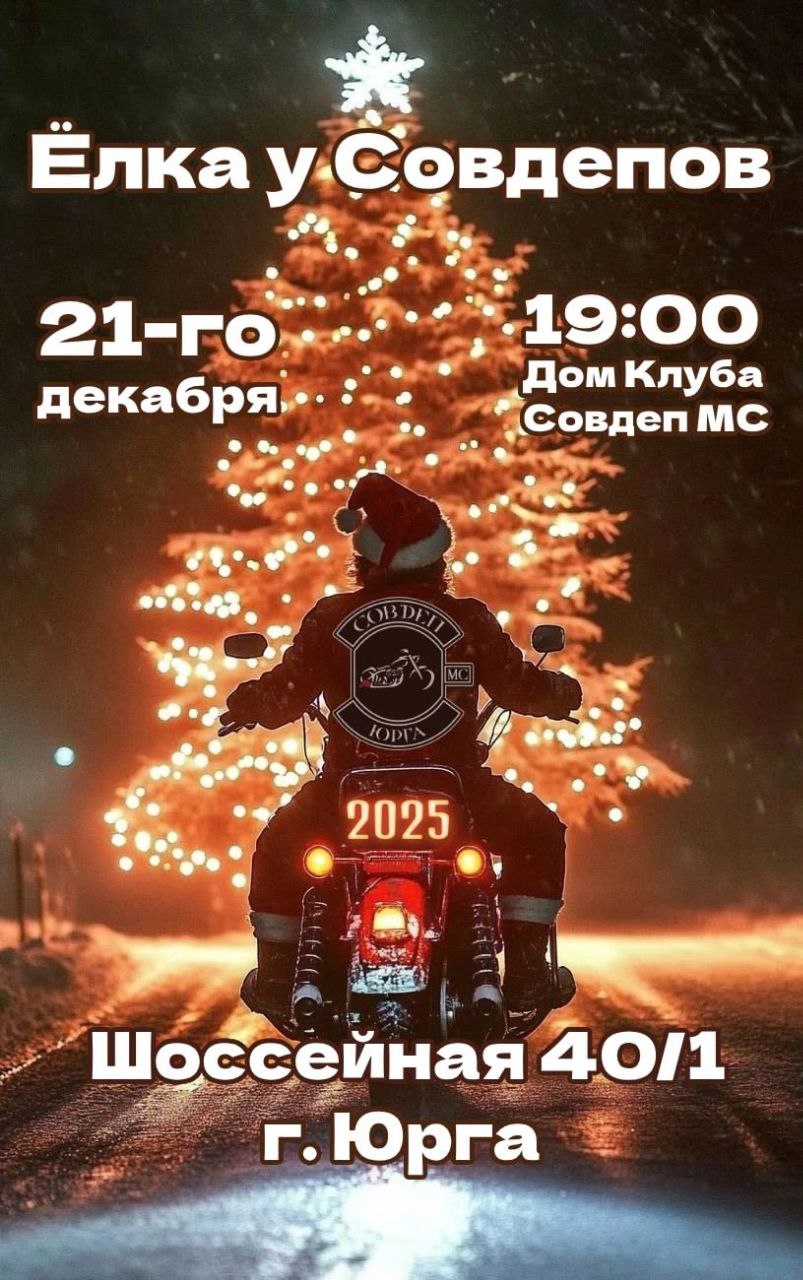 Ёлка у Совдепов
21-го
декабря
19:00
Дом Клуба
Совдеп МС
СОВДЕП
МС
ЮРГА
2025
Шоссейная 40/1
г. Юрга